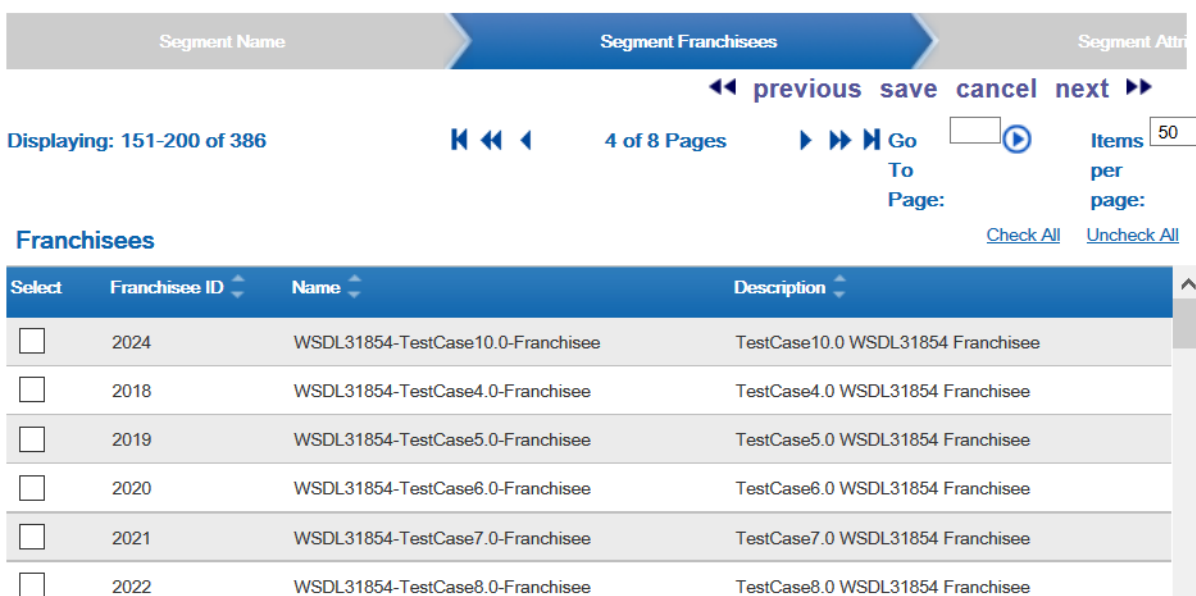 Segment Name Segment Franchisees Segment Attri
previous save cancel next
Displaying: 151-200 of 386 4 of 8 Pages Go Items 50
To per
Page: page:
Franchisees Check All Uncheck All
Select Franchisee ID Name Description
2024 WSDL31854-TestCase10.0-Franchisee TestCase10.0 WSDL31854 Franchisee
2018 WSDL31854-TestCase4.0-Franchisee TestCase4.0 WSDL31854 Franchisee
2019 WSDL31854-TestCase5.0-Franchisee TestCase5.0 WSDL31854 Franchisee
2020 WSDL31854-TestCase6.0-Franchisee TestCase6.0 WSDL31854 Franchisee
2021 WSDL31854-TestCase7.0-Franchisee TestCase7.0 WSDL31854 Franchisee
2022 WSDL31854-TestCase8.0-Franchisee TestCase8.0 WSDL31854 Franchisee